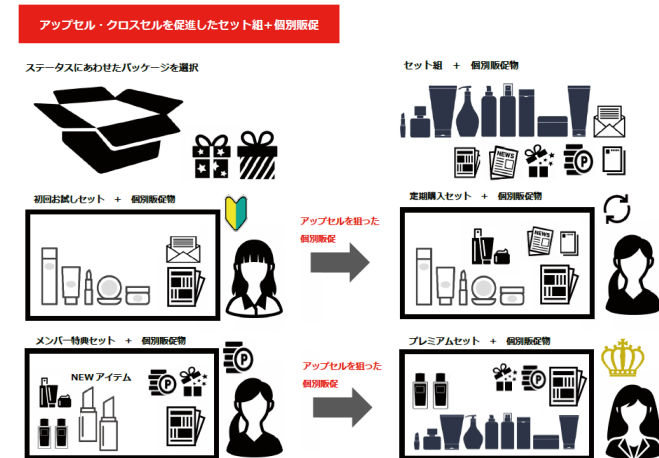 アップセル・クロスセルを促進したセット組＋個別販促
ステータスにあわせたパッケージを選択
セット組　＋　個別販促物
NEWS
P
初回お試しセット　＋　個別販促物
定期購入セット　＋　個別販促物
アップセルを狙った
個別販促
NEWS
メンバー特典セット　＋　個別販促物
プレミアムセット　＋　個別販促物
P
アップセルを狙った
個別販促
NEWアイテム
P
P